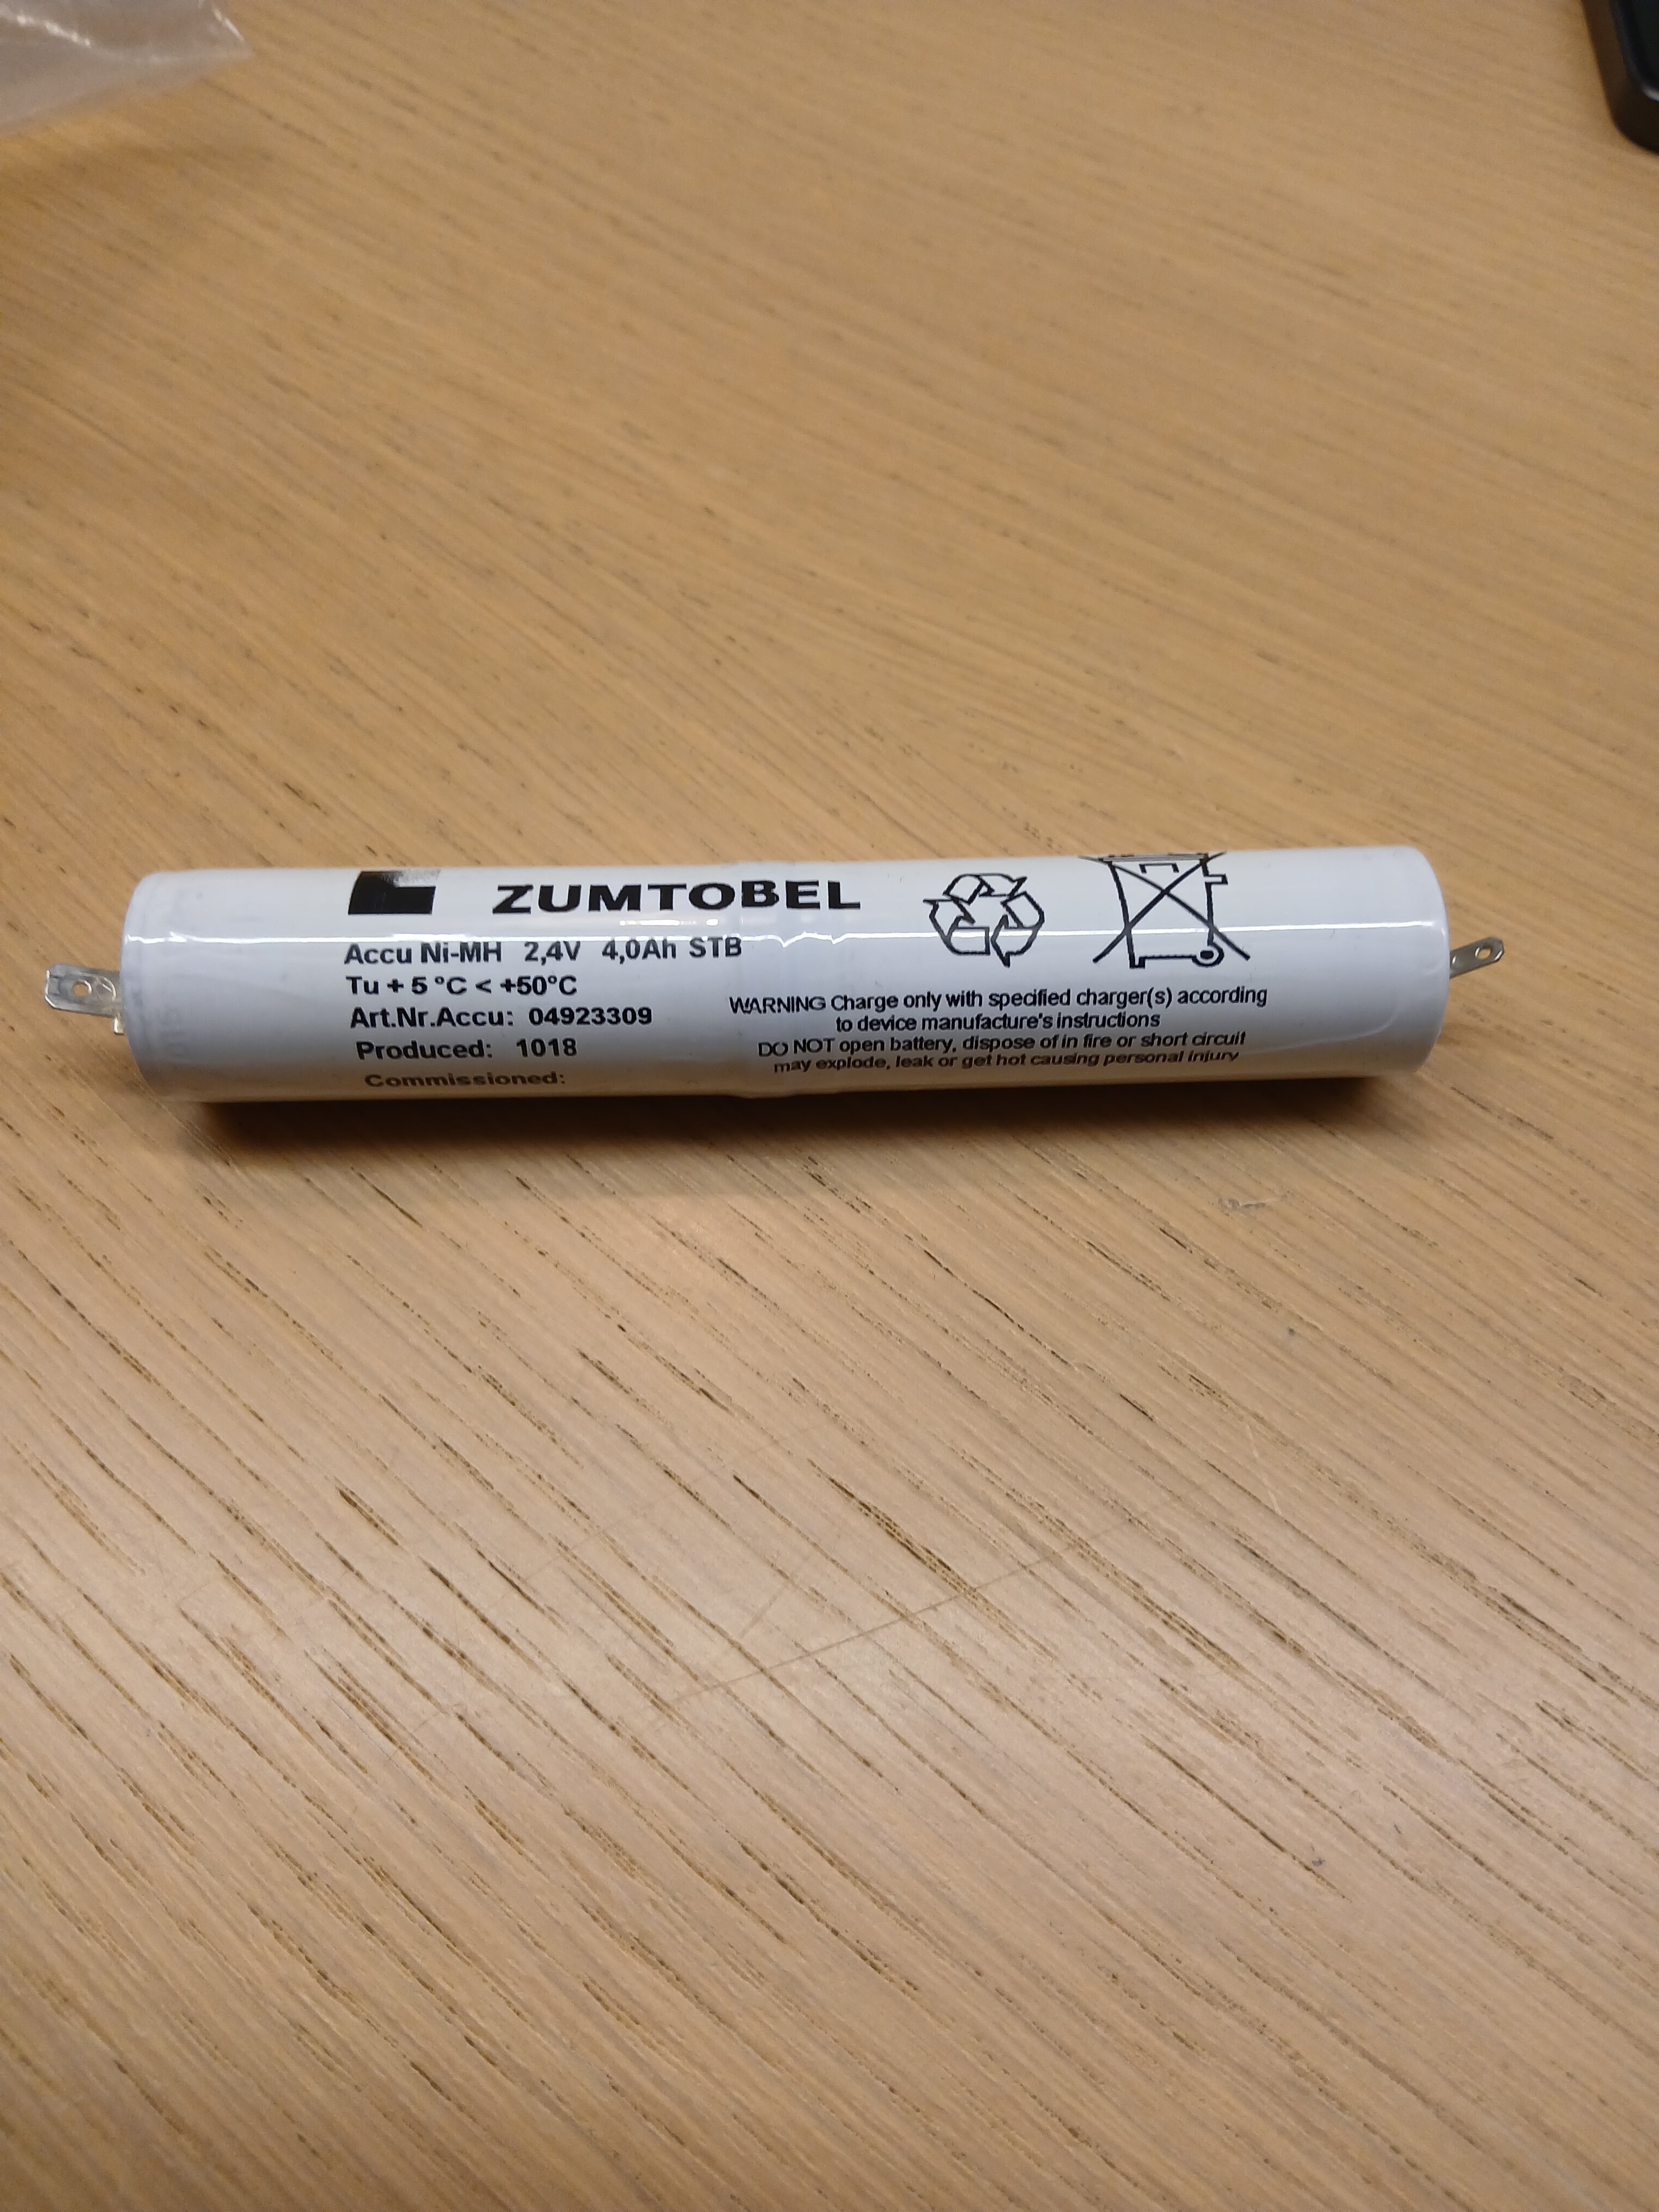 ZUMTOBEL
Accu Ni-MH 2,4V 4,0Ah STB
Tu + 5 °C < +50°C
Art.Nr.Accu: 04923309
Produced: 1018
Commissioned:
WARNING Charge only with specified charger(s) according
to device manufacture's instructions
DO NOT open battery, dispose of in fire or short circuit
may explode, leak or get hot causing personal injury